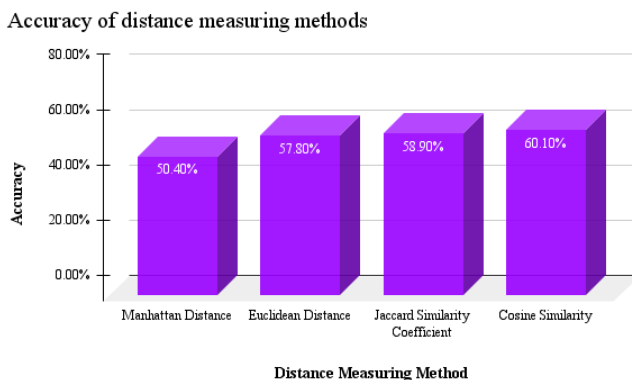 Accuracy of distance measuring methods
80.00%
60.00%
40.00%
20.00%
0.00%
Accuracy
50.40%
57.80%
58.90%
60.10%
Manhattan Distance
Euclidean Distance
Jaccard Similarity
Coefficient
Cosine Similarity
Distance Measuring Method